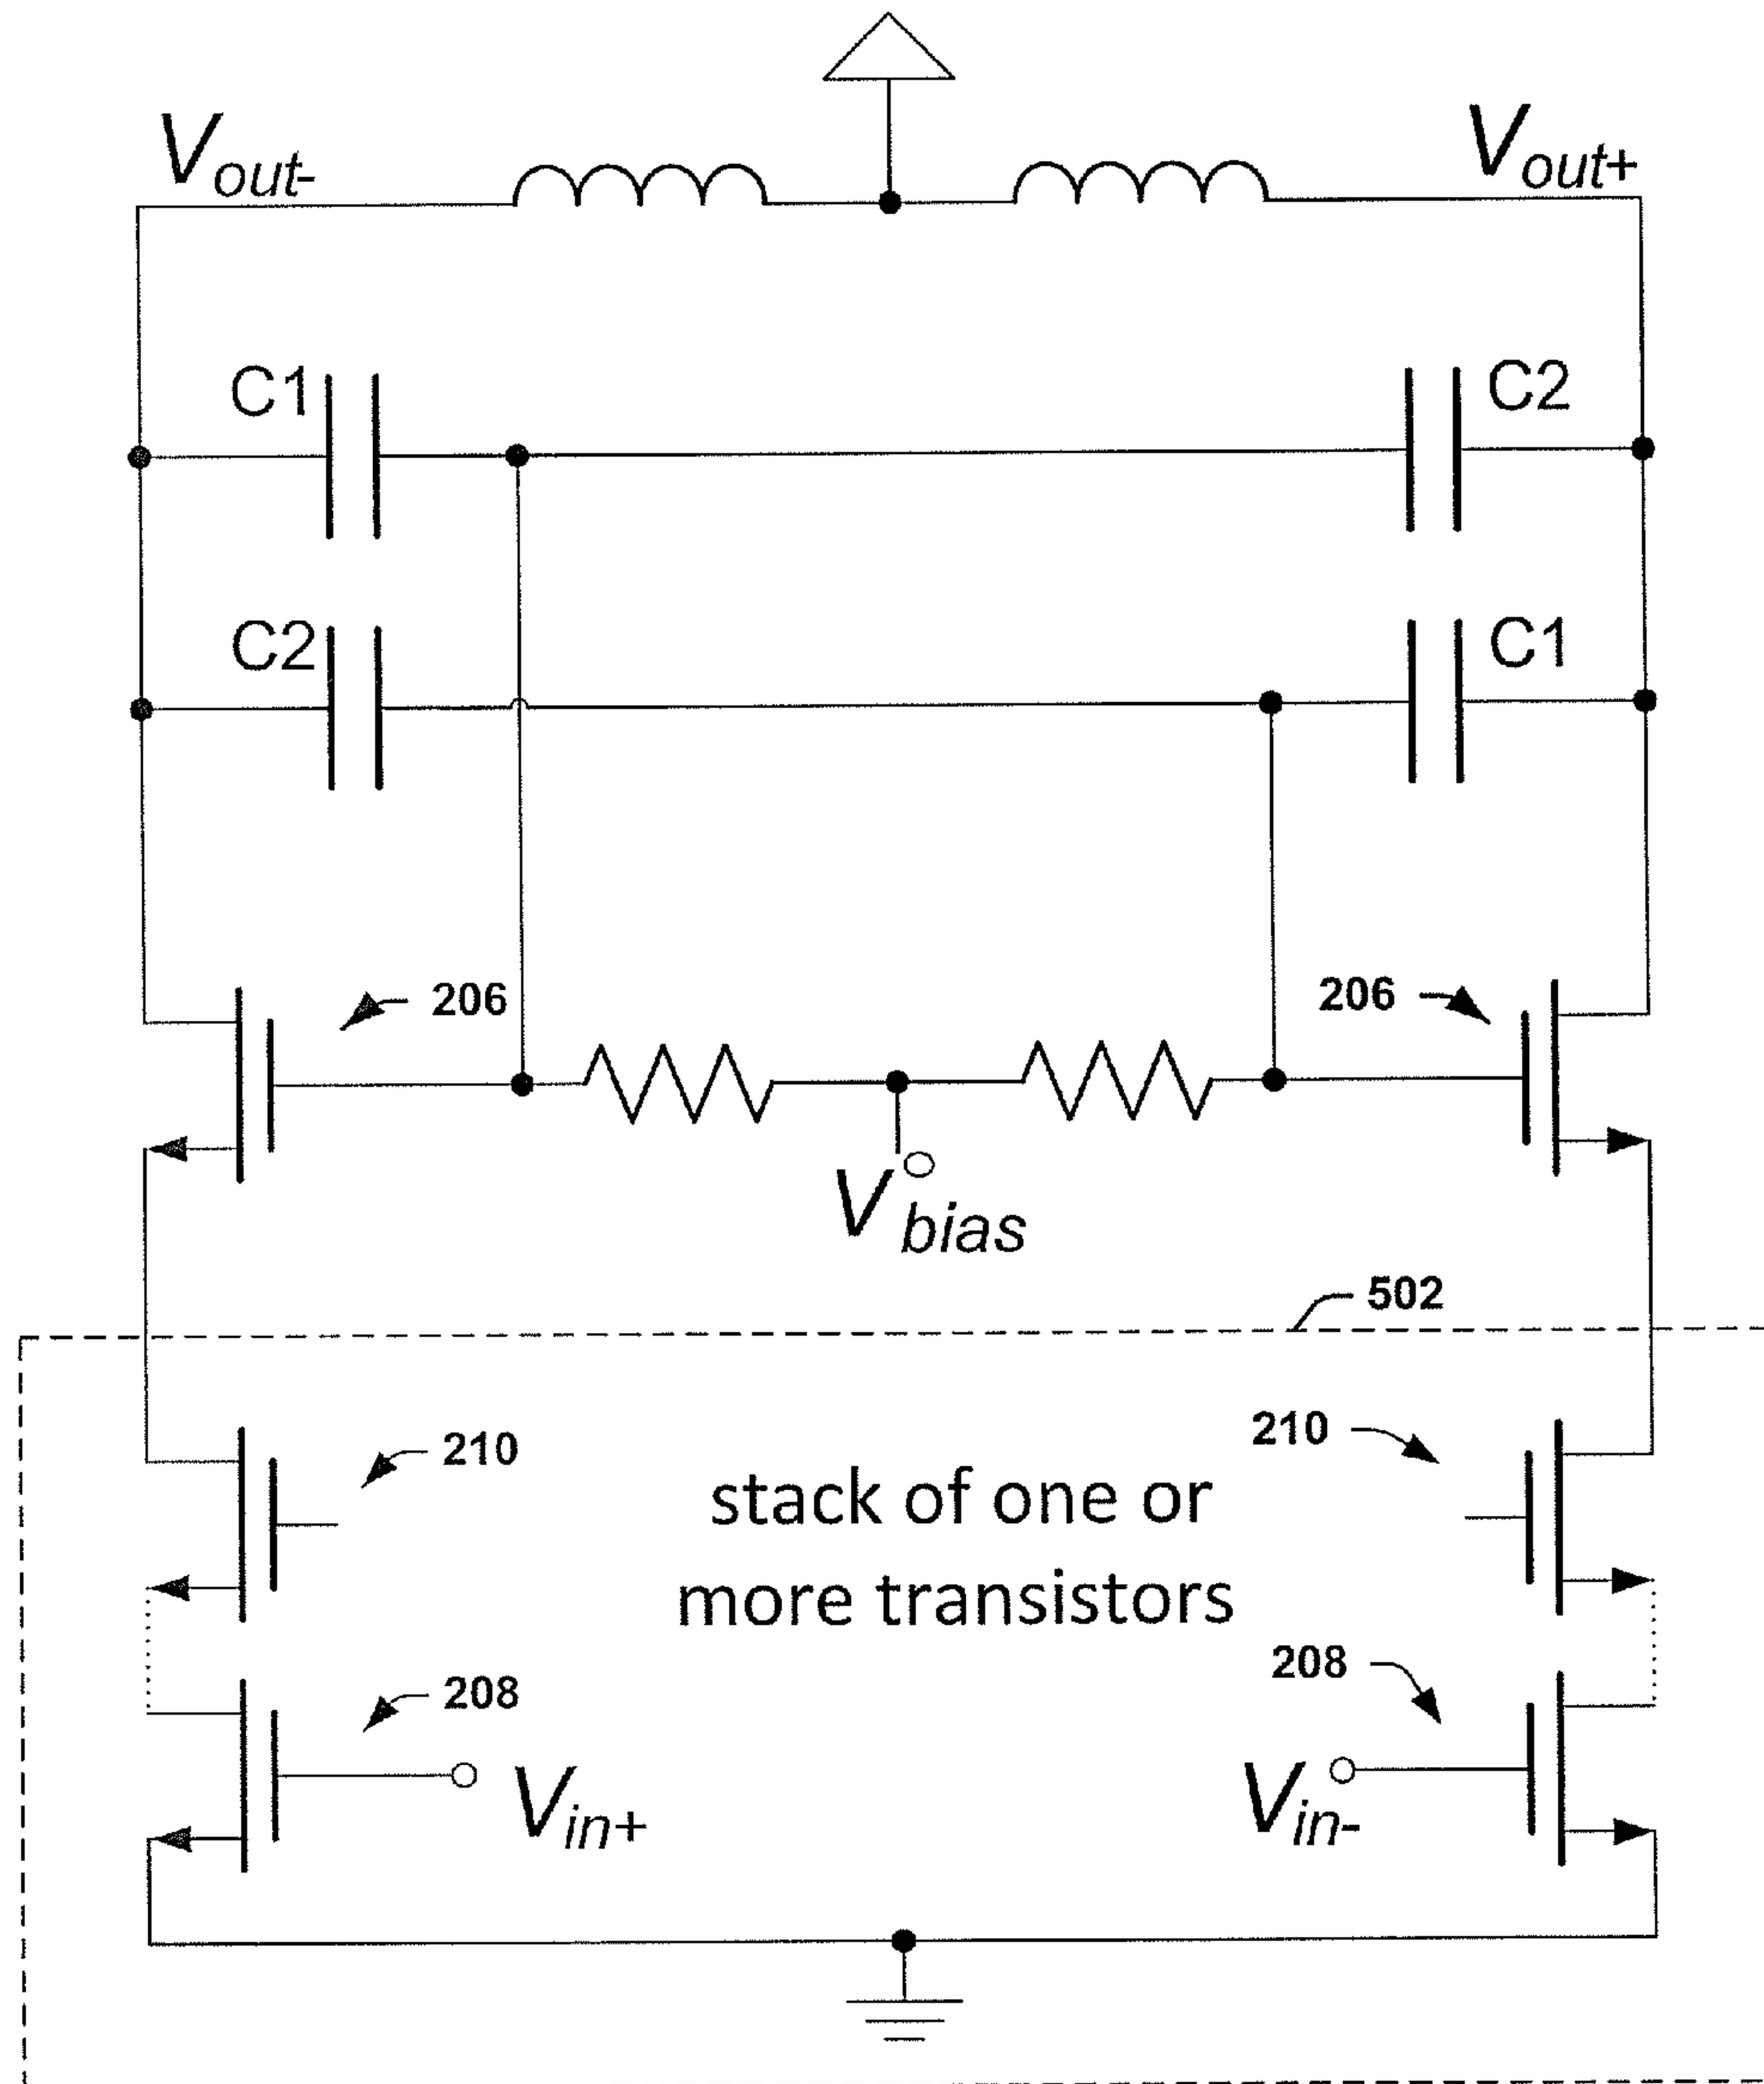 Vout-
Vout+
C1
C2
C2
C1
206
206
Vbias
502
210
210
stack of one or
more transistors
208
208
Vin+
Vin-